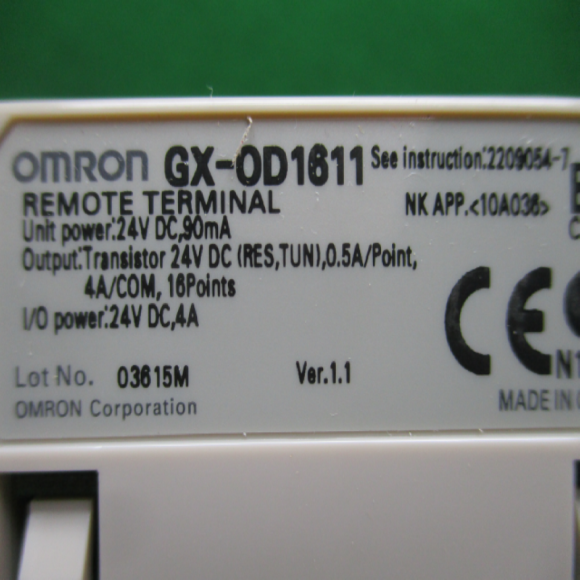 OMRON GX-OD1611 See instruction:2209054-7
REMOTE TERMINAL NK APP.<10A036>
Unit power:24V DC,90mA
Output:Transistor 24V DC (RES,TUN),0.5A/Point,
4A/COM, 16Points
I/O power:24V DC,4A
CE
N1
Lot No. 03615M Ver.1.1
OMRON Corporation MADE IN